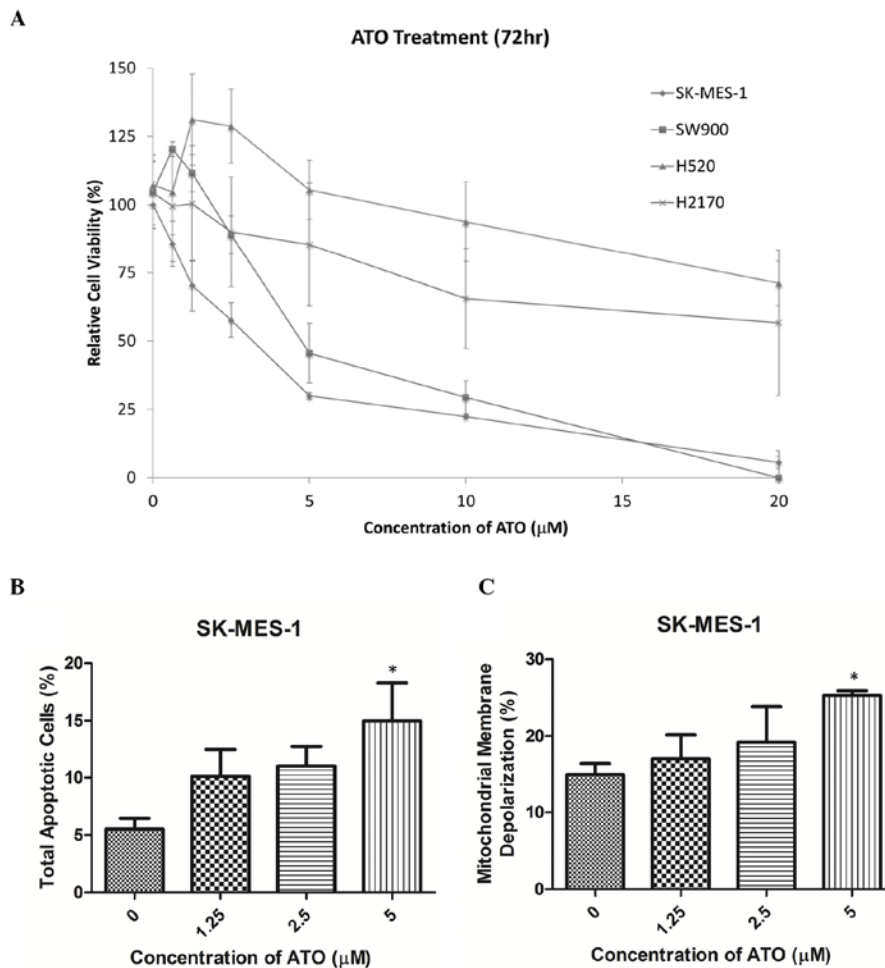 A
ATO Treatment (72hr)
150
125
100
75
50
25
0
Relative Cell Viability (%)
SK-MES-1
SW900
H520
H2170
0 5 10 15 20
Concentration of ATO (μM)
B
SK-MES-1
20
15
10
5
0
Total Apoptotic Cells (%)
*
0 1.25 2.5 5
Concentration of ATO (μM)
C
SK-MES-1
30
20
10
0
Mitochondrial Membrane
Depolarization (%)
*
0 1.25 2.5 5
Concentration of ATO (μM)